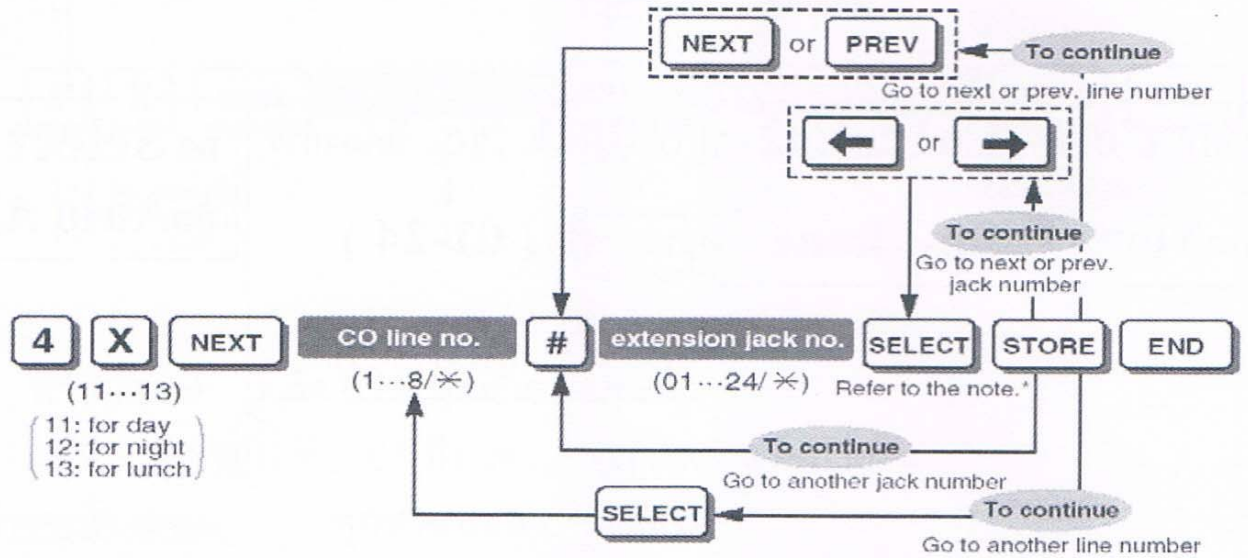 NEXT or PREV To continue
Go to next or prev. line number
← or →
To continue
Go to next or prev.
jack number
4 X NEXT CO line no. # extension jack no. SELECT STORE END
(11···13) (1···8/✳) (01···24/✳) Refer to the note.*
11: for day
12: for night
13: for lunch
To continue
Go to another jack number
SELECT To continue
Go to another line number